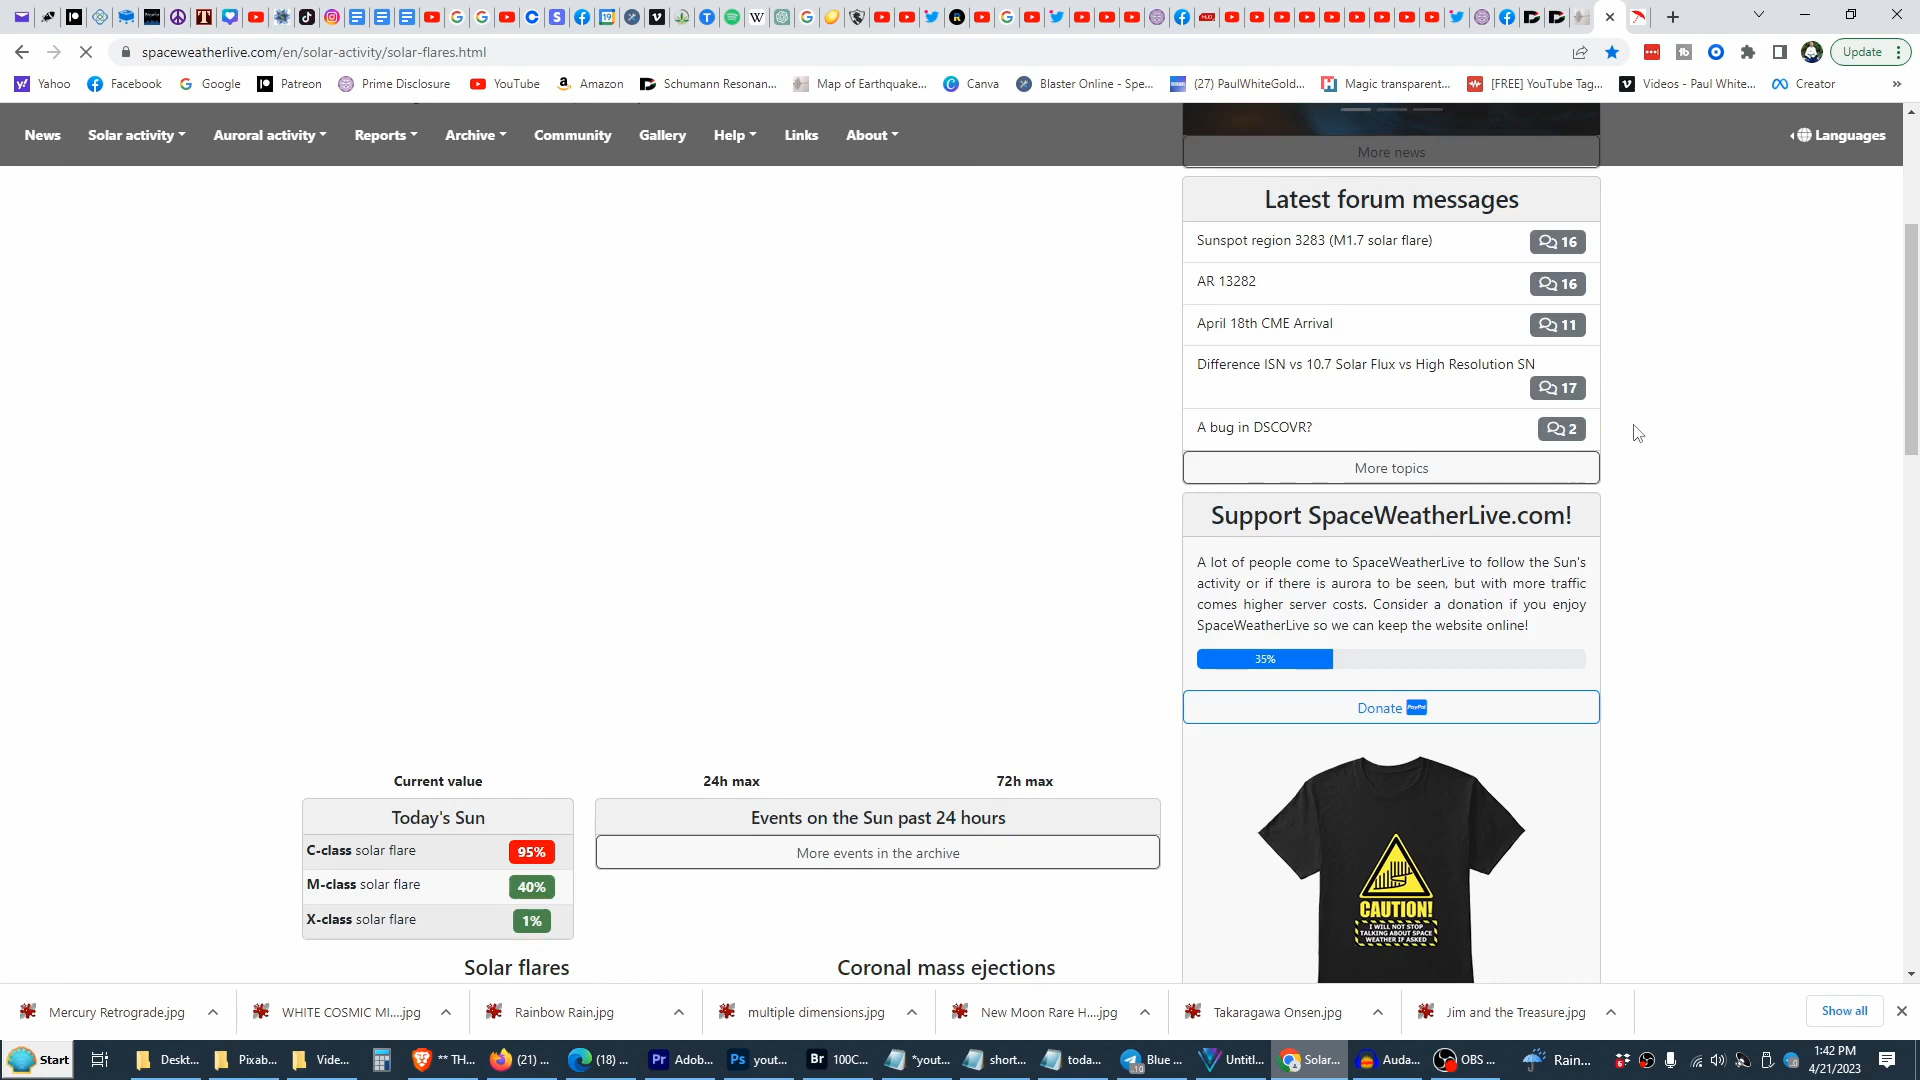 spaceweatherlive.com/en/solar-activity/solar-flares.html
Update
Yahoo
Facebook
Google
Patreon
Prime Disclosure
YouTube
Amazon
Schumann Resonan...
Map of Earthquake...
Canva
Blaster Online - Spe...
(27) PaulWhiteGold...
Magic transparent...
[FREE] YouTube Tag...
Videos - Paul White...
Creator
»
News
Solar activity
Auroral activity
Reports
Archive
Community
Gallery
Help
Links
About
Languages
More news
Latest forum messages
Sunspot region 3283 (M1.7 solar flare)
16
AR 13282
16
April 18th CME Arrival
11
Difference ISN vs 10.7 Solar Flux vs High Resolution SN
17
A bug in DSCOVR?
2
More topics
Support SpaceWeatherLive.com!
A lot of people come to SpaceWeatherLive to follow the Sun's
activity or if there is aurora to be seen, but with more traffic
comes higher server costs. Consider a donation if you enjoy
SpaceWeatherLive so we can keep the website online!
35%
Donate PayPal
CAUTION!
I WILL NOT STOP
TALKING ABOUT SPACE
WEATHER IF ASKED
Current value
24h max
72h max
Today's Sun
C-class solar flare
95%
M-class solar flare
40%
X-class solar flare
1%
Events on the Sun past 24 hours
More events in the archive
Solar flares
Coronal mass ejections
Mercury Retrograde.jpg
WHITE COSMIC MI....jpg
Rainbow Rain.jpg
multiple dimensions.jpg
New Moon Rare H....jpg
Takaragawa Onsen.jpg
Jim and the Treasure.jpg
Show all
Start
Deskt...
Pixab...
Vide...
** TH...
(21) ...
(18) ...
Adob...
yout...
100C...
*yout...
short...
toda...
Blue ...
Untitl...
Solar...
Auda...
OBS ...
Rain...
1:42 PM
4/21/2023